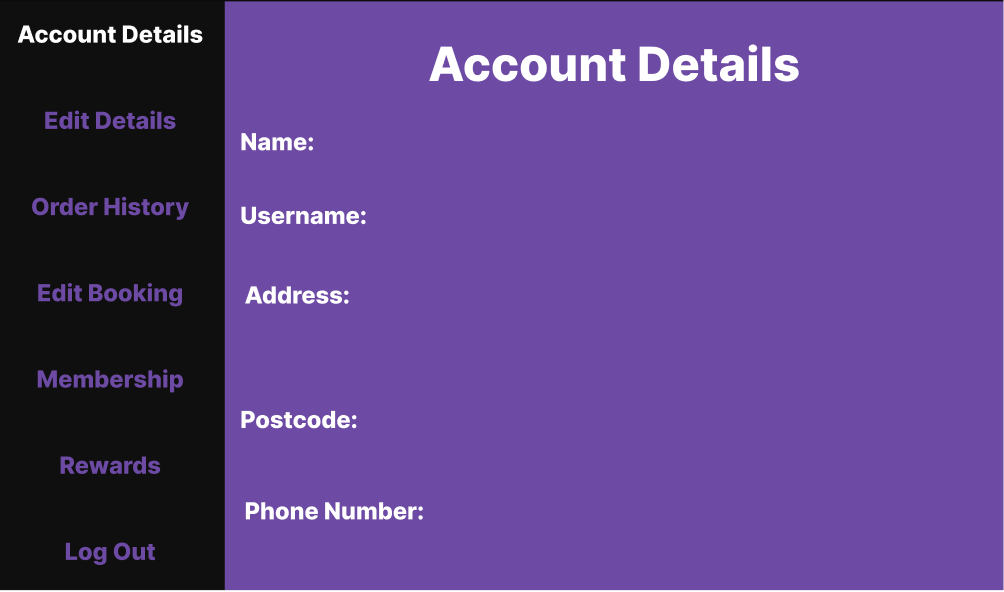 Account Details
Edit Details
Order History
Edit Booking
Membership
Rewards
Log Out
Account Details
Name:
Username:
Address:
Postcode:
Phone Number: